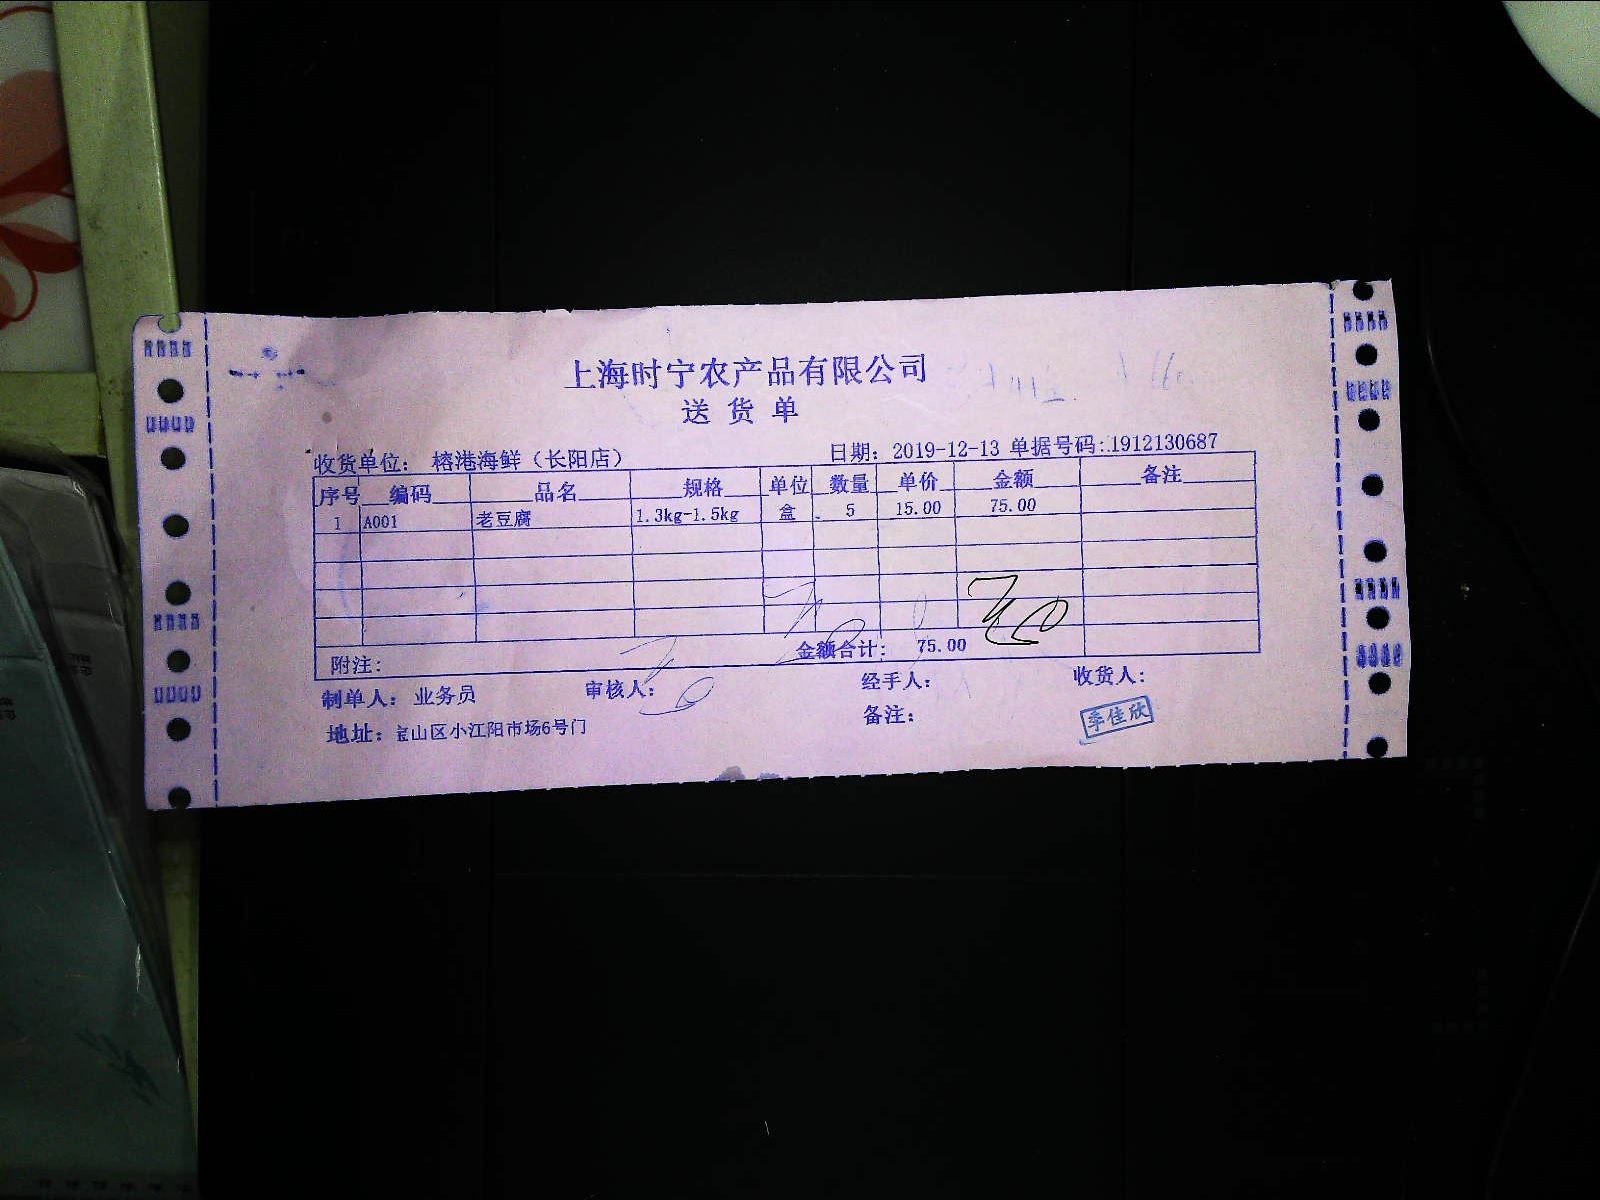 上海时宁农产品有限公司
送货单
收货单位: 榕港海鲜（长阳店） 日期: 2019-12-13 单据号码:1912130687
序号 编码 品名 规格 单位 数量 单价 金额 备注
1 A001 老豆腐 1.3kg-1.5kg 盒 5 15.00 75.00
附注: 金额合计: 75.00
制单人: 业务员 审核人: 经手人: 收货人:
地址: 宝山区小江阳市场6号门 备注: 季佳欣